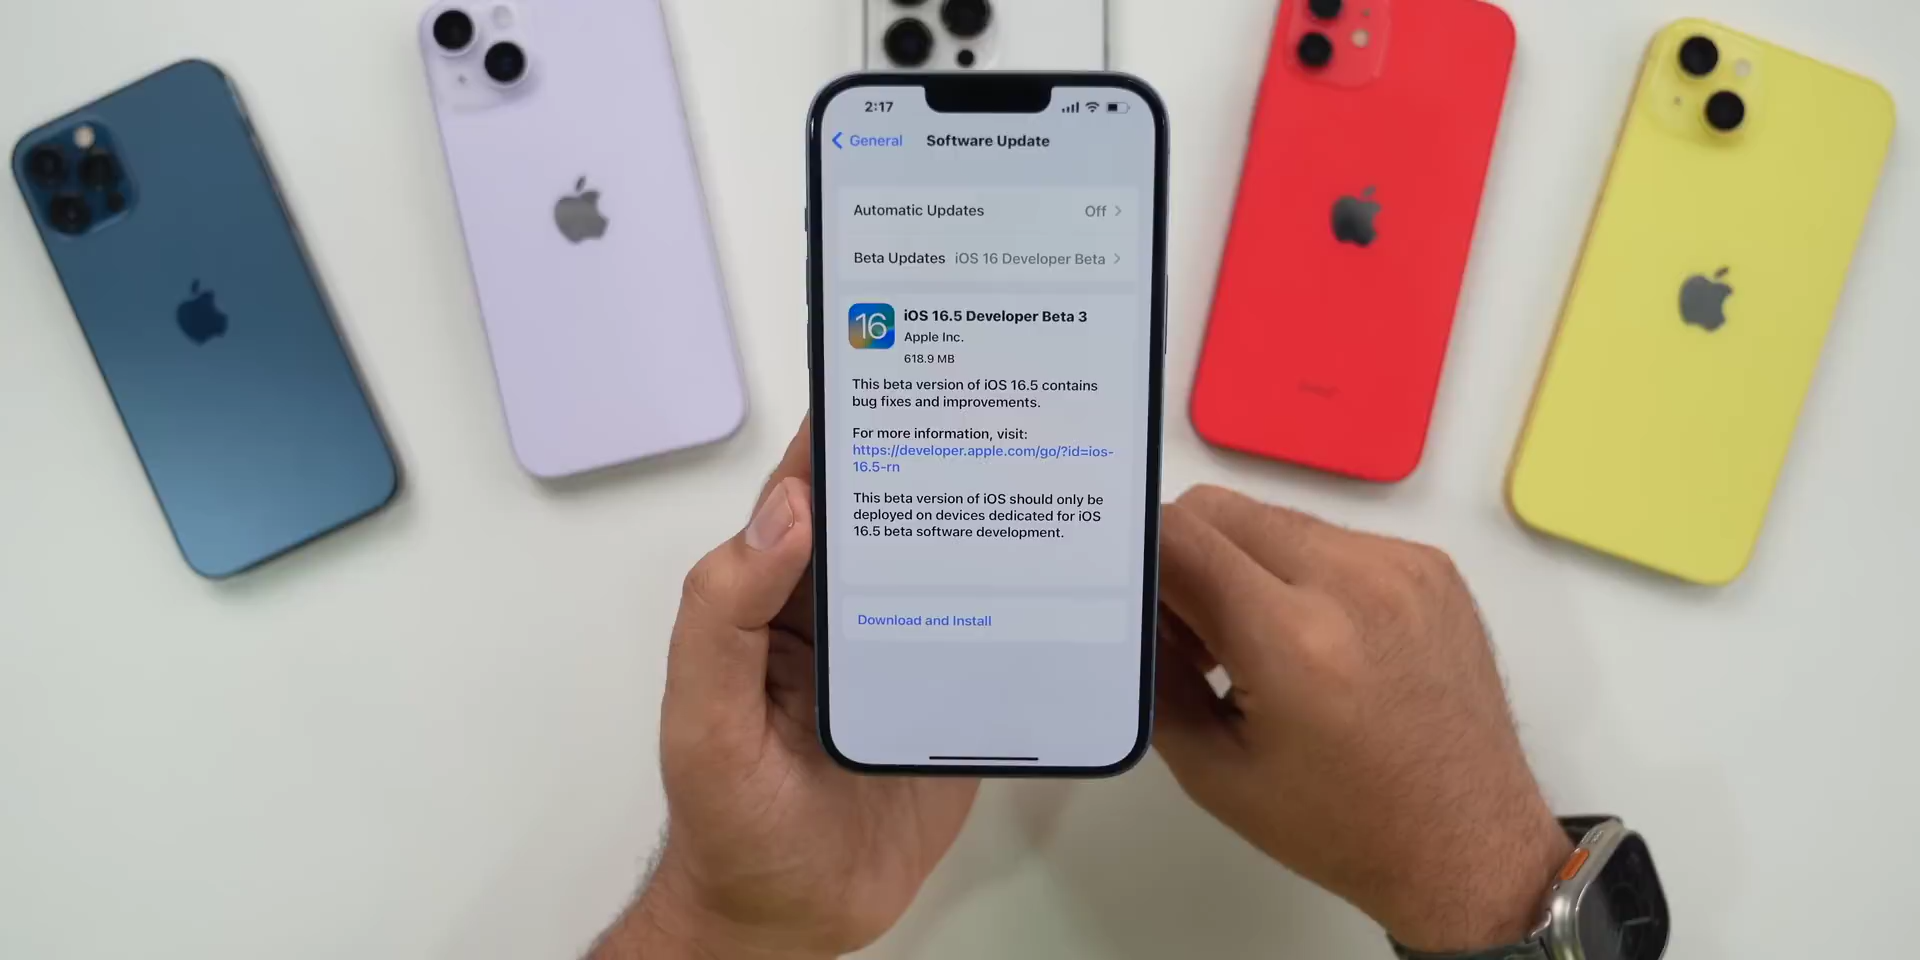 2:17
General Software Update
Automatic Updates Off
Beta Updates iOS 16 Developer Beta
16 iOS 16.5 Developer Beta 3
Apple Inc.
618.9 MB
This beta version of iOS 16.5 contains
bug fixes and improvements.
For more information, visit:
https://developer.apple.com/go/?id=ios-
16.5-rn
This beta version of iOS should only be
deployed on devices dedicated for iOS
16.5 beta software development.
Download and Install